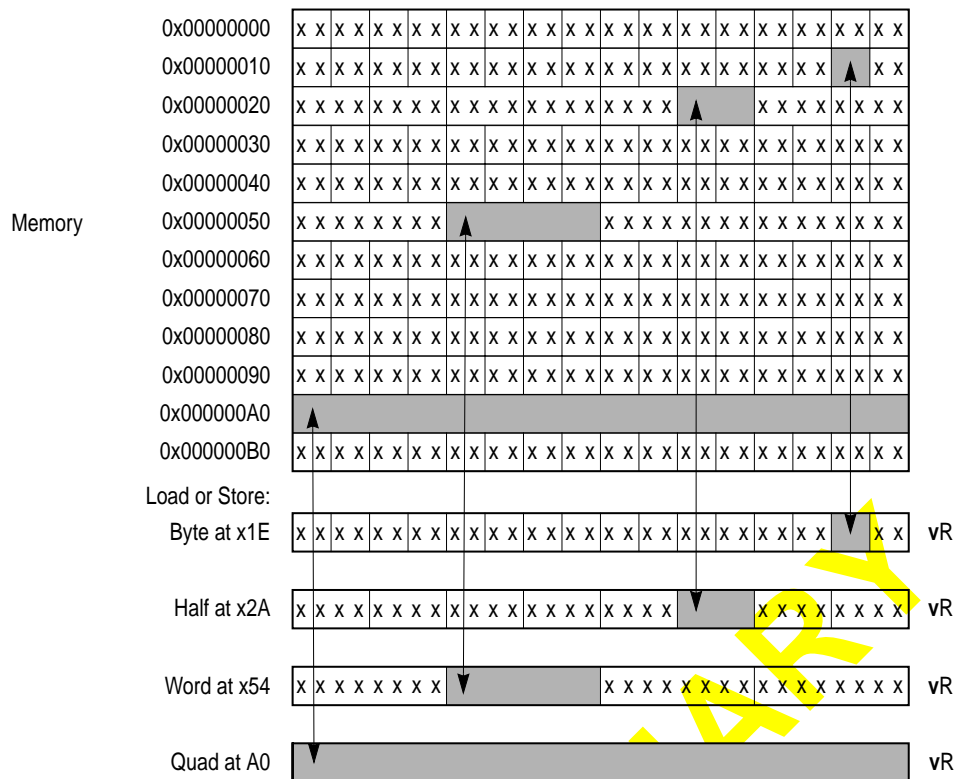 0x00000000 x x x x x x x x x x x x x x x x x x x x x x x x x x x x x x x x
0x00000010 x x x x x x x x x x x x x x x x x x x x x x x x x x x x x x
0x00000020 x x x x x x x x x x x x x x x x x x x x x x x x x x x x
0x00000030 x x x x x x x x x x x x x x x x x x x x x x x x x x x x x x x x
0x00000040 x x x x x x x x x x x x x x x x x x x x x x x x x x x x x x x x
Memory 0x00000050 x x x x x x x x x x x x x x x x x x x x x x x x
0x00000060 x x x x x x x x x x x x x x x x x x x x x x x x x x x x x x x x
0x00000070 x x x x x x x x x x x x x x x x x x x x x x x x x x x x x x x x
0x00000080 x x x x x x x x x x x x x x x x x x x x x x x x x x x x x x x x
0x00000090 x x x x x x x x x x x x x x x x x x x x x x x x x x x x x x x x
0x000000A0
0x000000B0 x x x x x x x x x x x x x x x x x x x x x x x x x x x x x x x x
Load or Store:
Byte at x1E x x x x x x x x x x x x x x x x x x x x x x x x x x x x x x vR
Half at x2A x x x x x x x x x x x x x x x x x x x x x x x x x x x x vR
Word at x54 x x x x x x x x x x x x x x x x x x x x x x x x vR
Quad at A0 vR
ARY